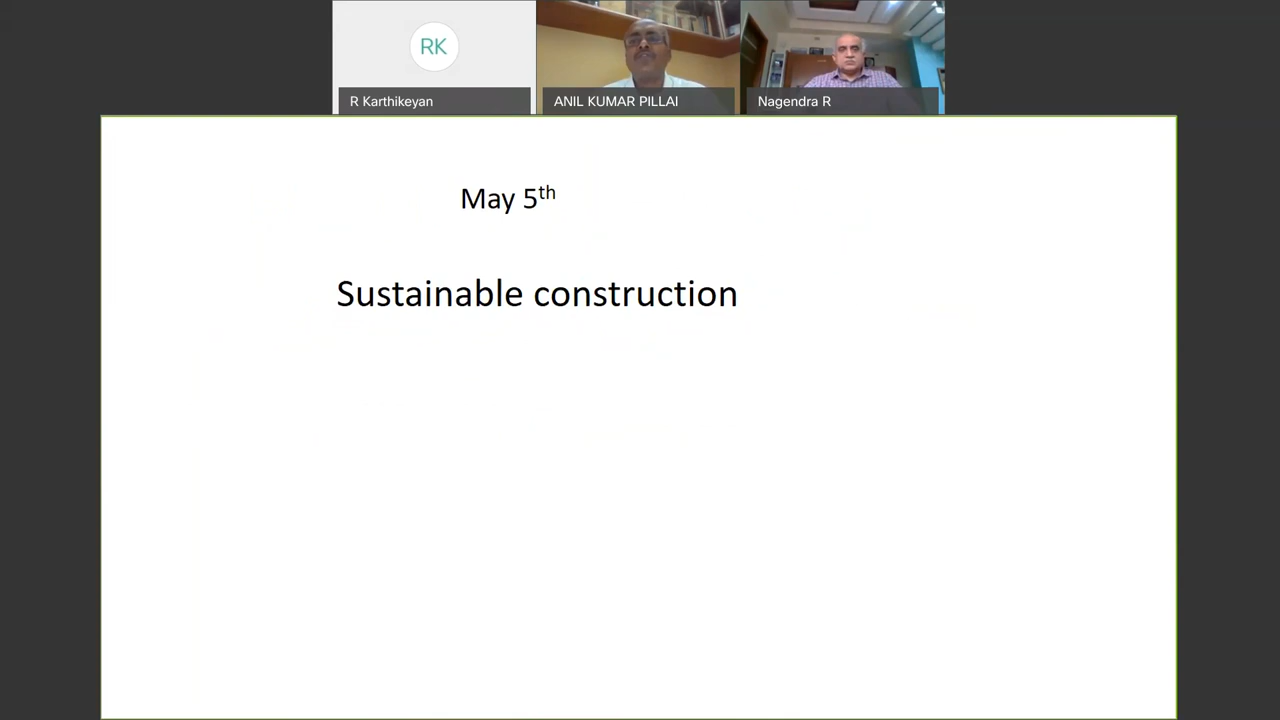 RK
R Karthikeyan
ANIL KUMAR PILLAI
Nagendra R
May 5th
Sustainable construction